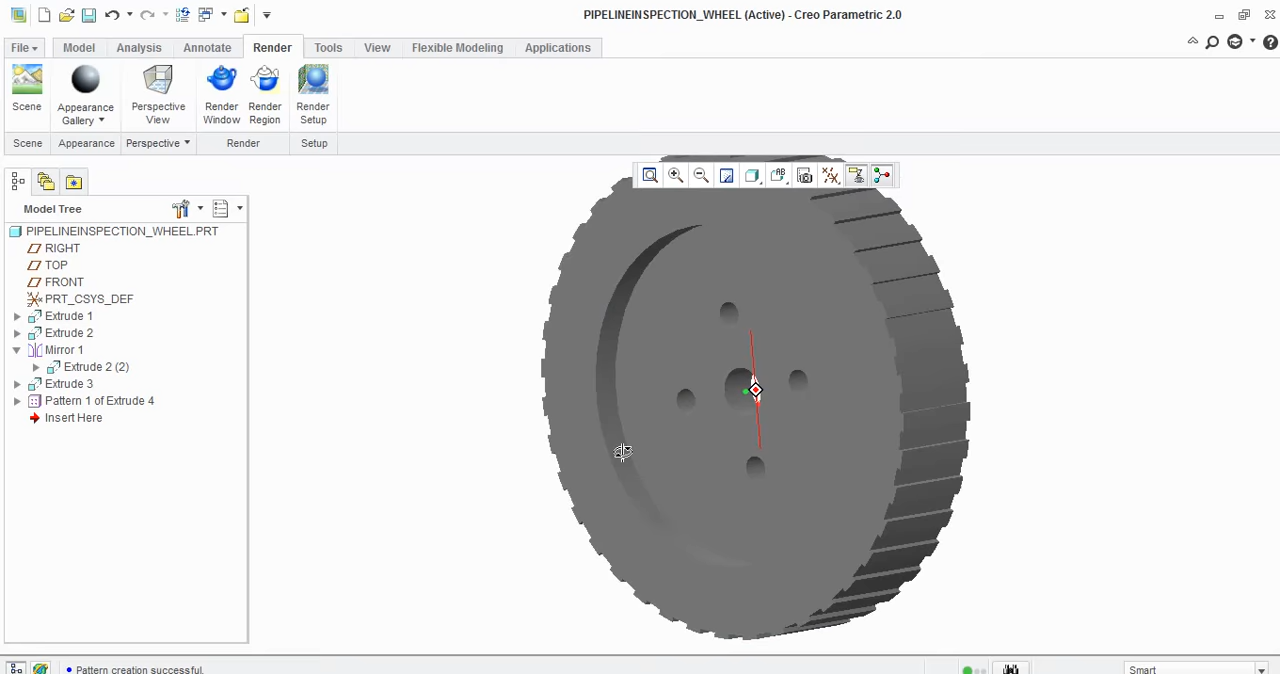 PIPELINEINSPECTION_WHEEL (Active) - Creo Parametric 2.0
File Model Analysis Annotate Render Tools View Flexible Modeling Applications
Scene Appearance Gallery Perspective View Render Window Render Region Render Setup
Scene Appearance Perspective Render Setup
Model Tree
PIPELINEINSPECTION_WHEEL.PRT
RIGHT
TOP
FRONT
PRT_CSYS_DEF
Extrude 1
Extrude 2
Mirror 1
Extrude 2 (2)
Extrude 3
Pattern 1 of Extrude 4
Insert Here
Pattern creation successful.
Smart